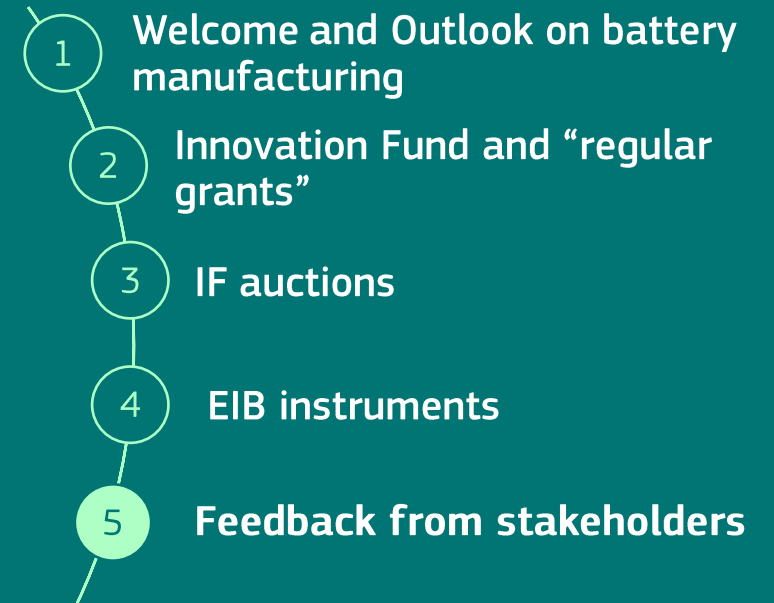 1
Welcome and Outlook on battery
manufacturing
2
Innovation Fund and “regular
grants”
3
IF auctions
4
EIB instruments
5
Feedback from stakeholders